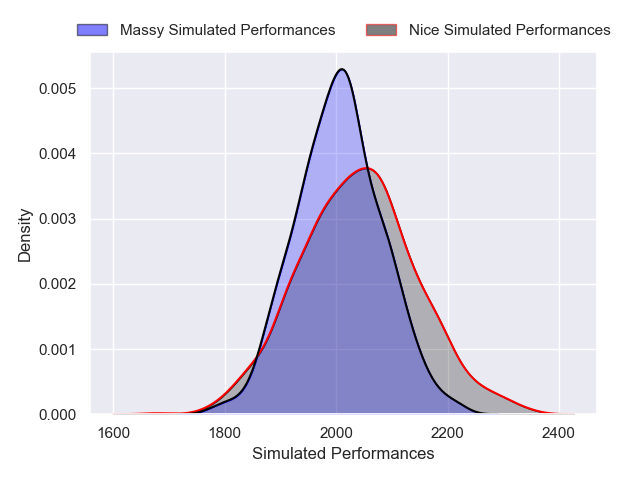 Massy Simulated Performances Nice Simulated Performances
0.005
0.004
0.003
0.002
0.001
0.000
Density
1600 1800 2000 2200 2400
Simulated Performances